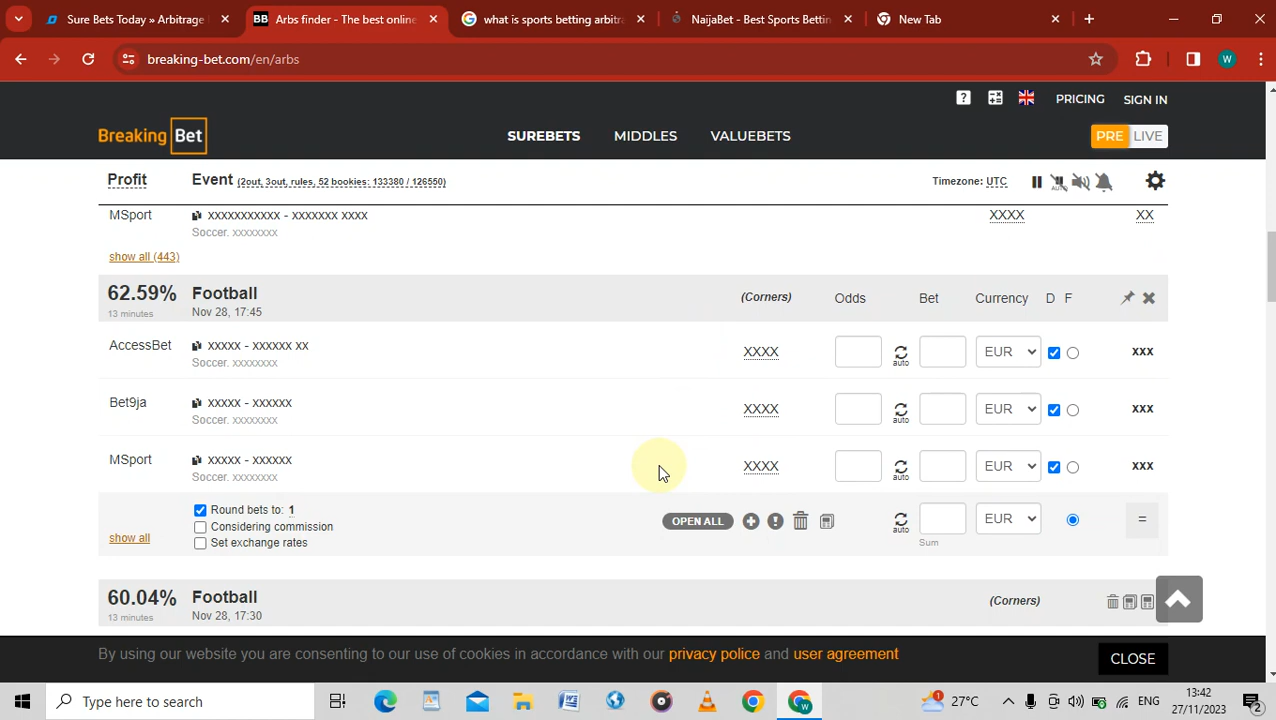 Sure Bets Today » Arbitrage
BB Arbs finder - The best online
what is sports betting arbitra
NaijaBet - Best Sports Bettin
New Tab
breaking-bet.com/en/arbs
W
? PRICING SIGN IN
Breaking Bet SUREBETS MIDDLES VALUEBETS PRE LIVE
Profit Event (2out, 3out, rules, 52 bookies: 133380 / 126550) Timezone: UTC AUTO
MSport XXXXXXXXXXX - XXXXXXX XXXX XXXX XX
Soccer. XXXXXXXX
show all (443)
62.59% Football (Corners) Odds Bet Currency D F
13 minutes Nov 28, 17:45
AccessBet XXXXX - XXXXXX XX XXXX auto EUR XXX
Soccer. XXXXXXXX
Bet9ja XXXXX - XXXXXX XXXX auto EUR XXX
Soccer. XXXXXXXX
MSport XXXXX - XXXXXX XXXX auto EUR XXX
Soccer. XXXXXXXX
Round bets to: 1
show all Considering commission OPEN ALL auto EUR =
Set exchange rates Sum
60.04% Football (Corners)
13 minutes Nov 28, 17:30
By using our website you are consenting to our use of cookies in accordance with our privacy policy and user agreement CLOSE
Type here to search 1 27°C ENG 13:42
27/11/2023 2